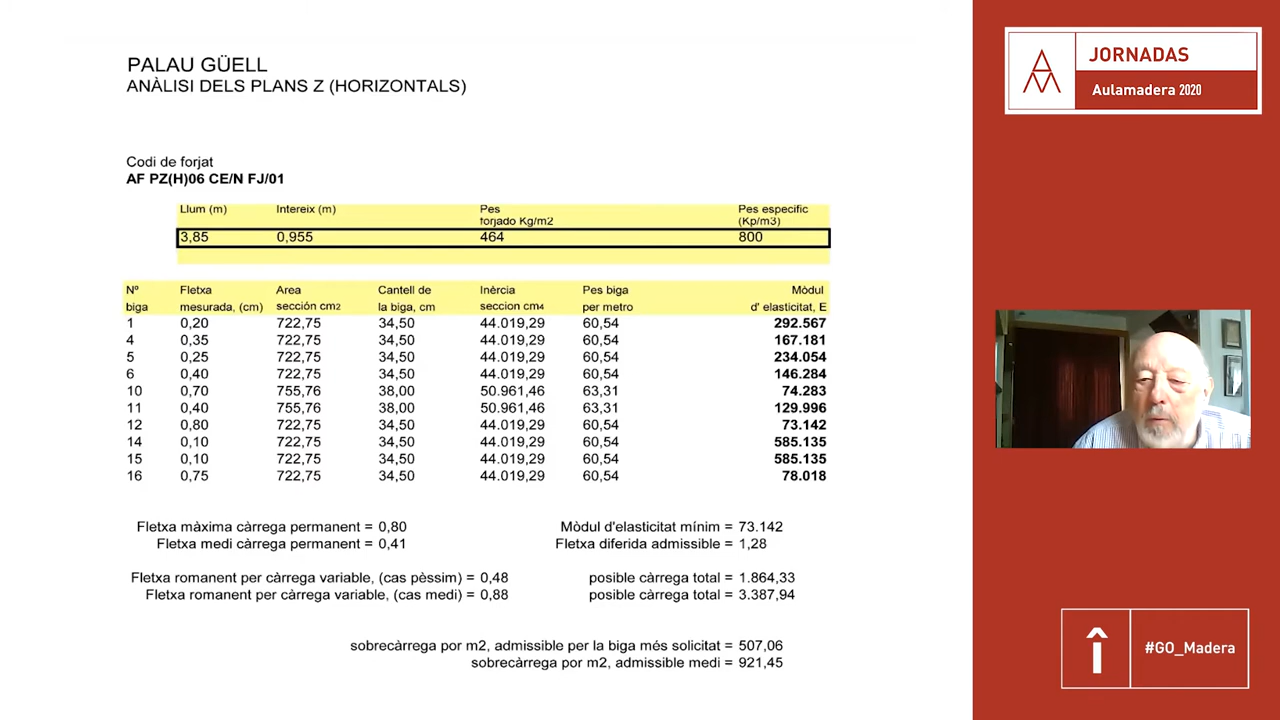 PALAU GÜELL
ANÀLISI DELS PLANS Z (HORIZONTALS)
Codi de forjat
AF PZ(H)06 CE/N FJ/01
Llum (m) Intereix (m) Pes Pes especific
forjado Kg/m2 (Kp/m3)
3,85 0,955 464 800
Nº Fletxa Area Cantell de Inèrcia Pes biga Mòdul
biga mesurada, (cm) sección cm2 la biga, cm seccion cm4 per metro d' elasticitat, E
1 0,20 722,75 34,50 44.019,29 60,54 292.567
4 0,35 722,75 34,50 44.019,29 60,54 167.181
5 0,25 722,75 34,50 44.019,29 60,54 234.054
6 0,40 722,75 34,50 44.019,29 60,54 146.284
10 0,70 755,76 38,00 50.961,46 63,31 74.283
11 0,40 755,76 38,00 50.961,46 63,31 129.996
12 0,80 722,75 34,50 44.019,29 60,54 73.142
14 0,10 722,75 34,50 44.019,29 60,54 585.135
15 0,10 722,75 34,50 44.019,29 60,54 585.135
16 0,75 722,75 34,50 44.019,29 60,54 78.018
Fletxa màxima càrrega permanent = 0,80 Mòdul d'elasticitat mínim = 73.142
Fletxa medi càrrega permanent = 0,41 Fletxa diferida admissible = 1,28
Fletxa romanent per càrrega variable, (cas pèssim) = 0,48 posible càrrega total = 1.864,33
Fletxa romanent per càrrega variable, (cas medi) = 0,88 posible càrrega total = 3.387,94
sobrecàrrega por m2, admissible per la biga més solicitat = 507,06
sobrecàrrega por m2, admissible medi = 921,45
JORNADAS
Aulamadera 2020
#GO_Madera